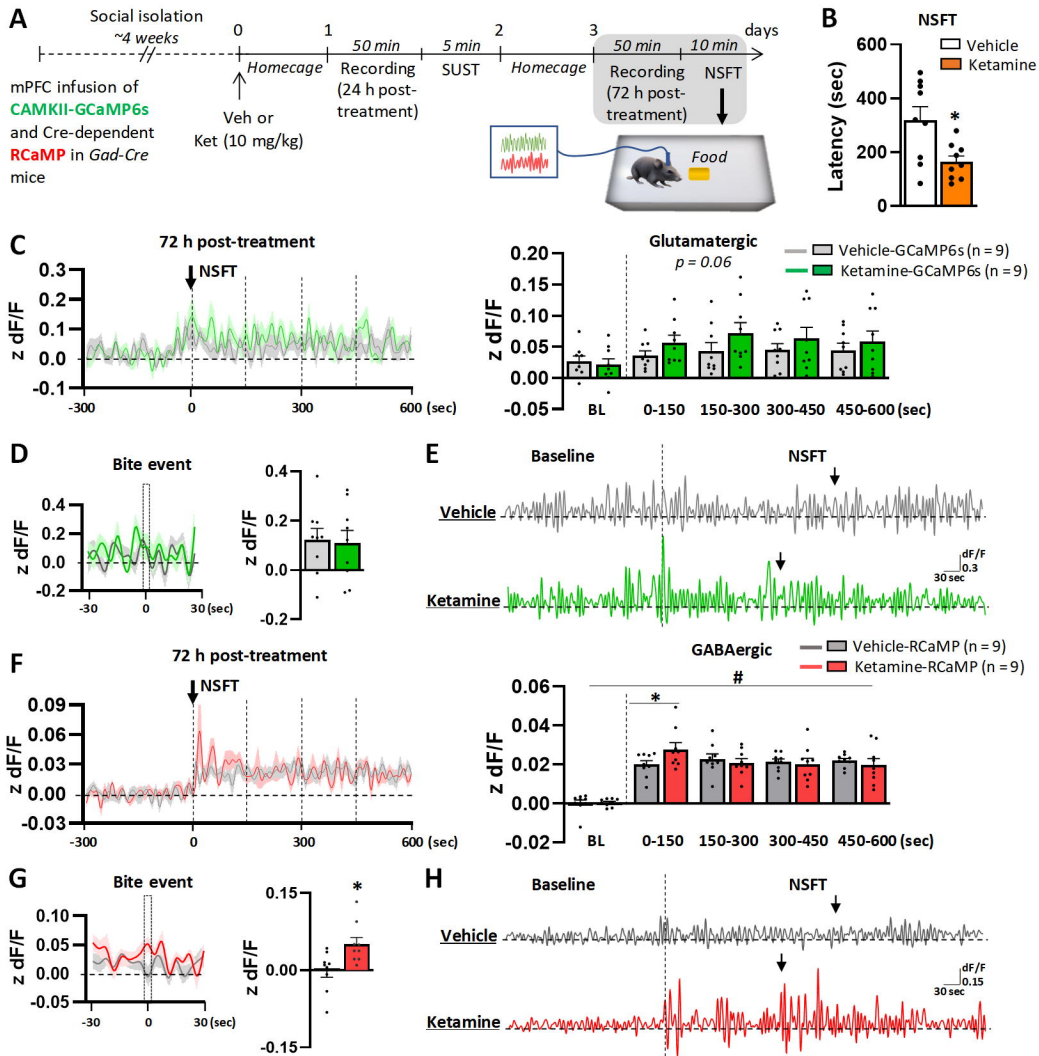 A
Social isolation
~4 weeks
0
1
2
3
days
50 min
5 min
50 min
10 min
Homecage
Recording
(24 h post-
treatment)
SUST
Homecage
Recording
(72 h post-
treatment)
NSFT
mPFC infusion of
CAMKII-GCaMP6s
and Cre-dependent
RCaMP in Gad-Cre
mice
Veh or
Ket (10 mg/kg)
Food
B
NSFT
Vehicle
Ketamine
Latency (sec)
600
400
200
0
*
C
72 h post-treatment
NSFT
z dF/F
0.3
0.2
0.1
0.0
-0.1
-300
0
300
600 (sec)
Glutamatergic
p = 0.06
Vehicle-GCaMP6s (n = 9)
Ketamine-GCaMP6s (n = 9)
z dF/F
0.20
0.15
0.10
0.05
0.00
-0.05
BL
0-150
150-300
300-450
450-600 (sec)
D
Bite event
z dF/F
0.4
0.2
0.0
-0.2
-30
0
30 (sec)
z dF/F
0.4
0.2
0.0
-0.2
E
Baseline
NSFT
Vehicle
Ketamine
dF/F
0.3
30 sec
F
72 h post-treatment
NSFT
z dF/F
0.09
0.06
0.03
0.00
-0.03
-300
0
300
600 (sec)
GABAergic
Vehicle-RCaMP (n = 9)
Ketamine-RCaMP (n = 9)
#
*
z dF/F
0.06
0.04
0.02
0.00
-0.02
BL
0-150
150-300
300-450
450-600 (sec)
G
Bite event
z dF/F
0.10
0.05
0.00
-0.05
-30
0
30 (sec)
z dF/F
0.15
0.00
-0.15
*
H
Baseline
NSFT
Vehicle
Ketamine
dF/F
0.15
30 sec